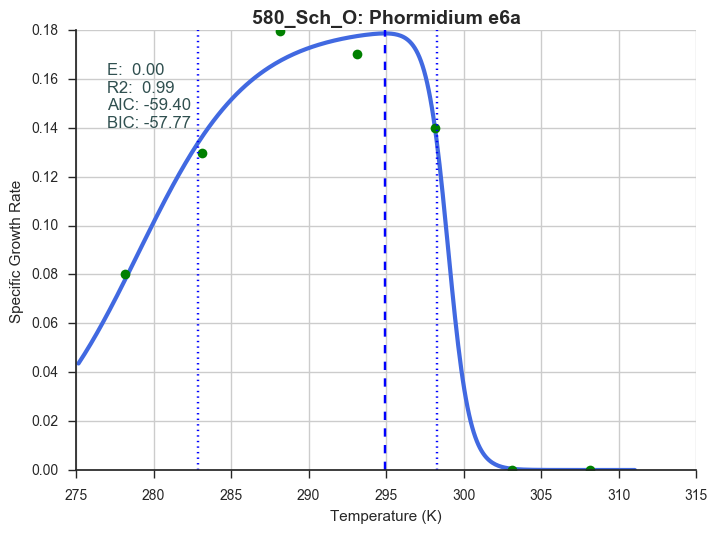 580_Sch_O: Phormidium e6a
E:  0.00
R2:  0.99
AIC: -59.40
BIC: -57.77
Specific Growth Rate
0.18
0.16
0.14
0.12
0.10
0.08
0.06
0.04
0.02
0.00
275 280 285 290 295 300 305 310 315
Temperature (K)